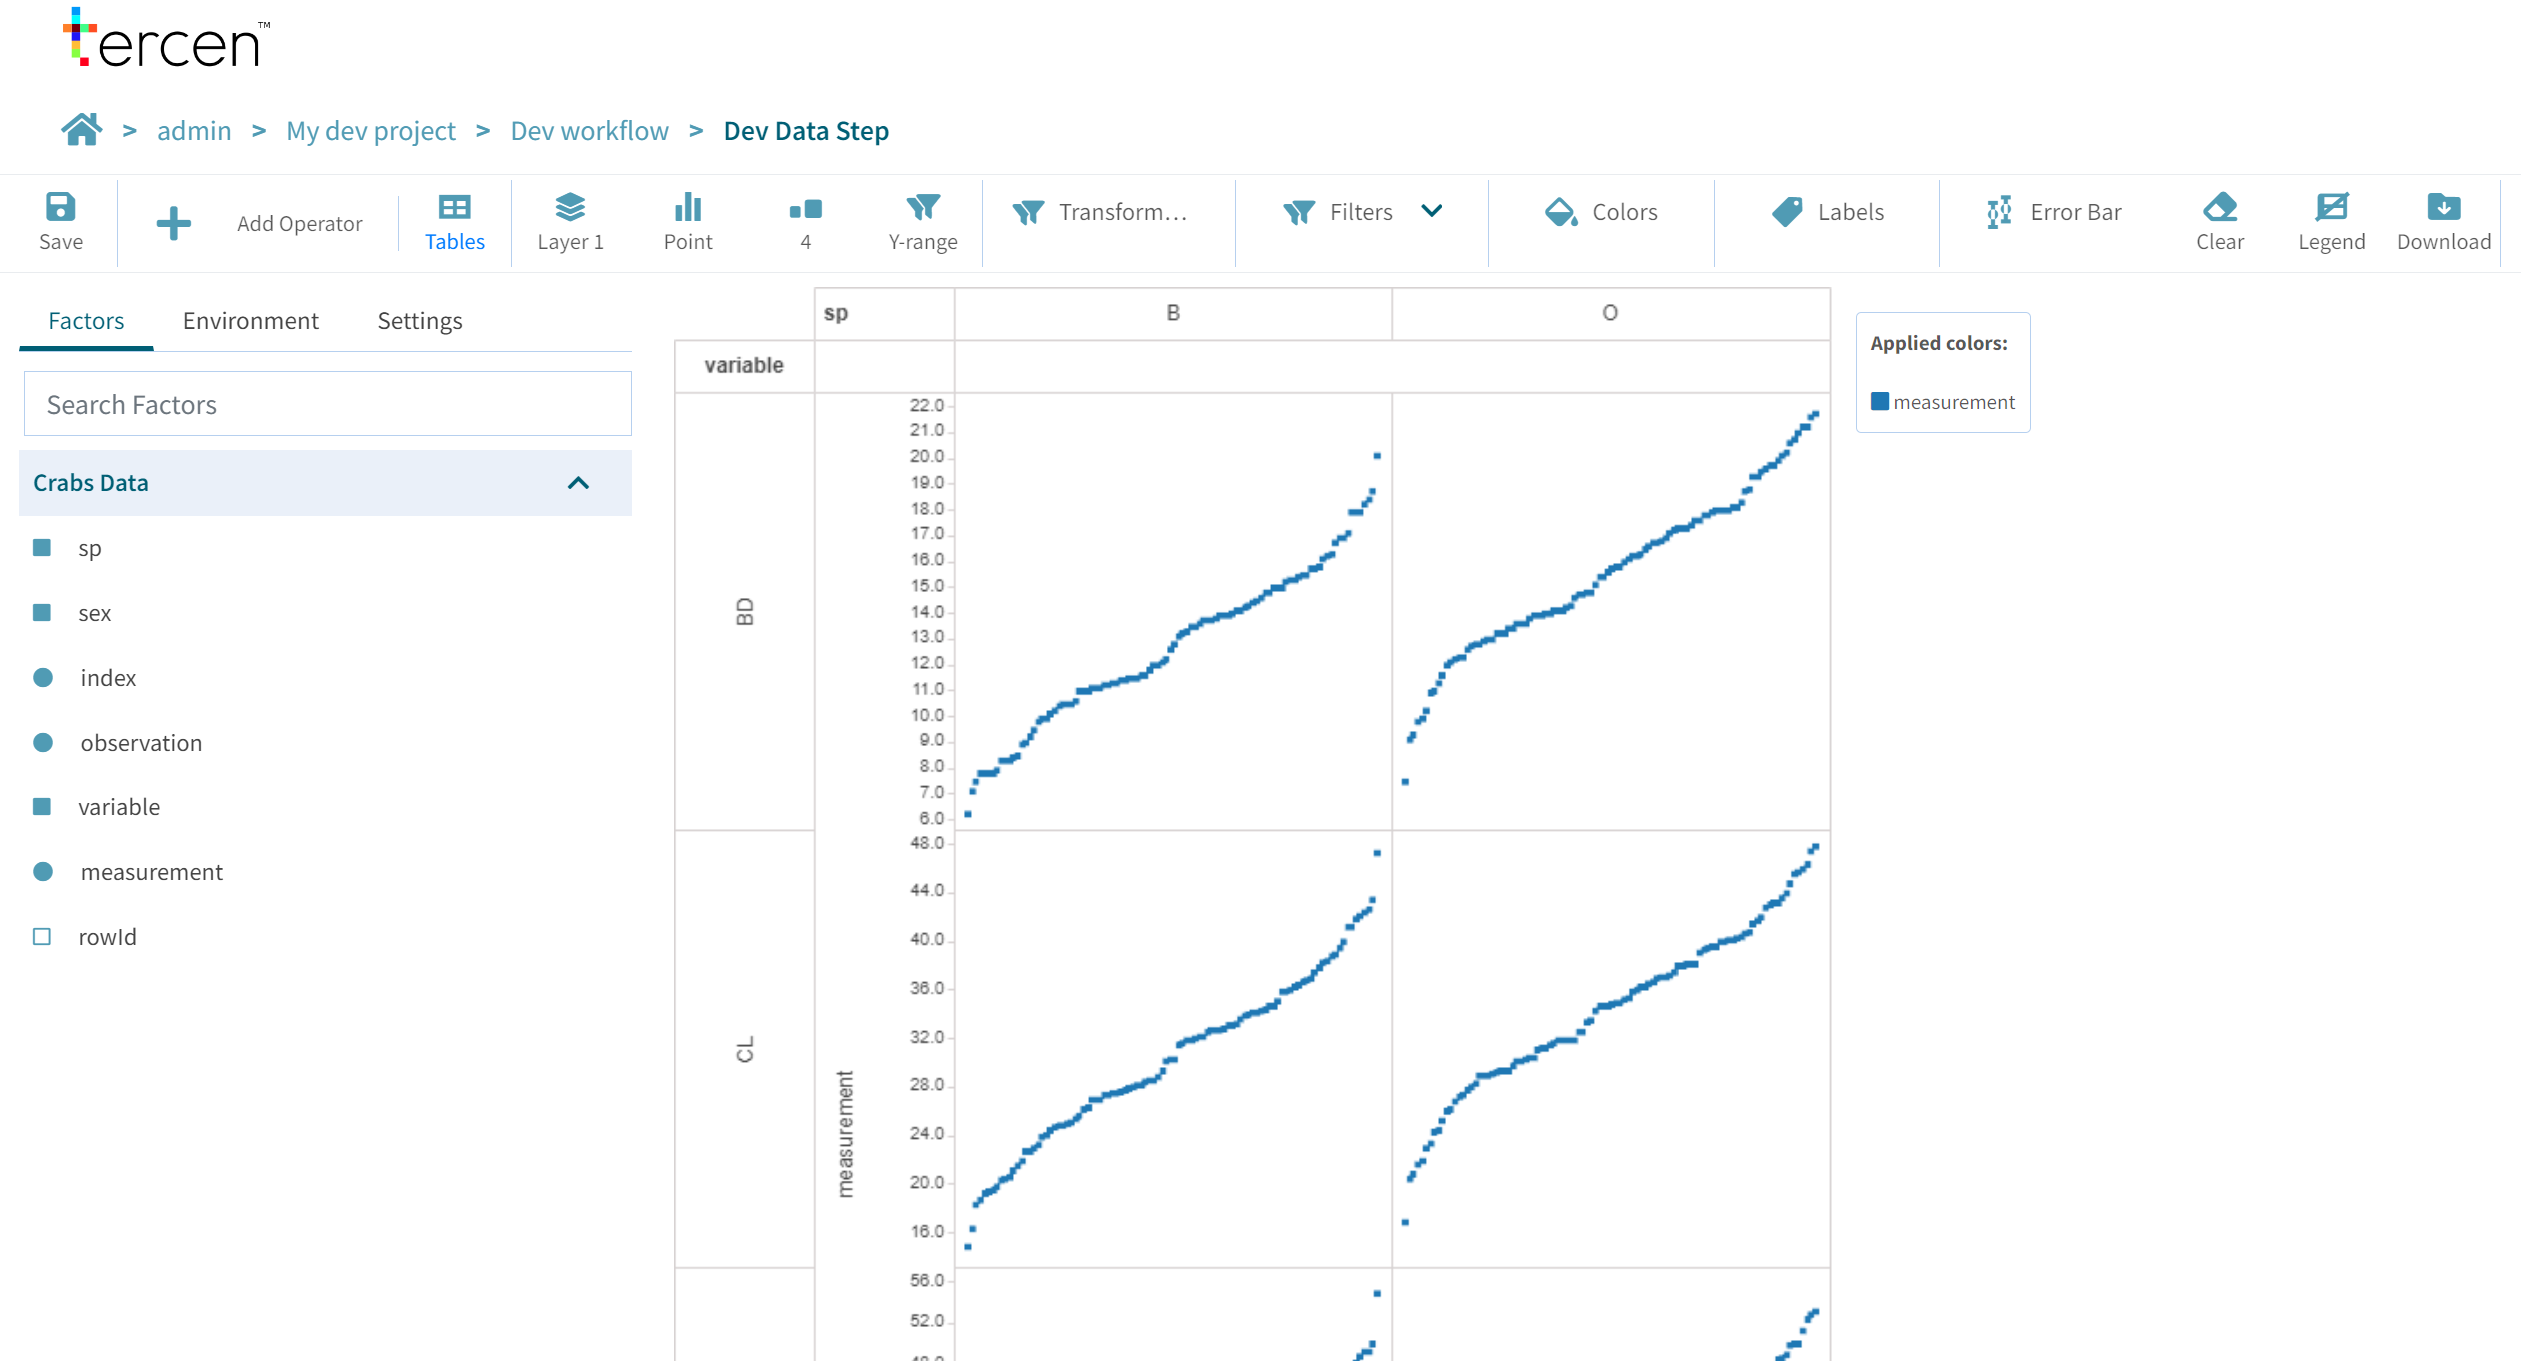 tercen™
> admin > My dev project > Dev workflow > Dev Data Step
Save
Add Operator
Tables
Layer 1
Point
4
Y-range
Transform...
Filters
Colors
Labels
Error Bar
Clear
Legend
Download
Factors Environment Settings
Search Factors
Crabs Data
sp
sex
index
observation
variable
measurement
rowId
sp B O
variable
BD
22.0
21.0
20.0
19.0
18.0
17.0
16.0
15.0
14.0
13.0
12.0
11.0
10.0
9.0
8.0
7.0
6.0
CL
measurement
48.0
44.0
40.0
36.0
32.0
28.0
24.0
20.0
16.0
56.0
52.0
Applied colors:
measurement